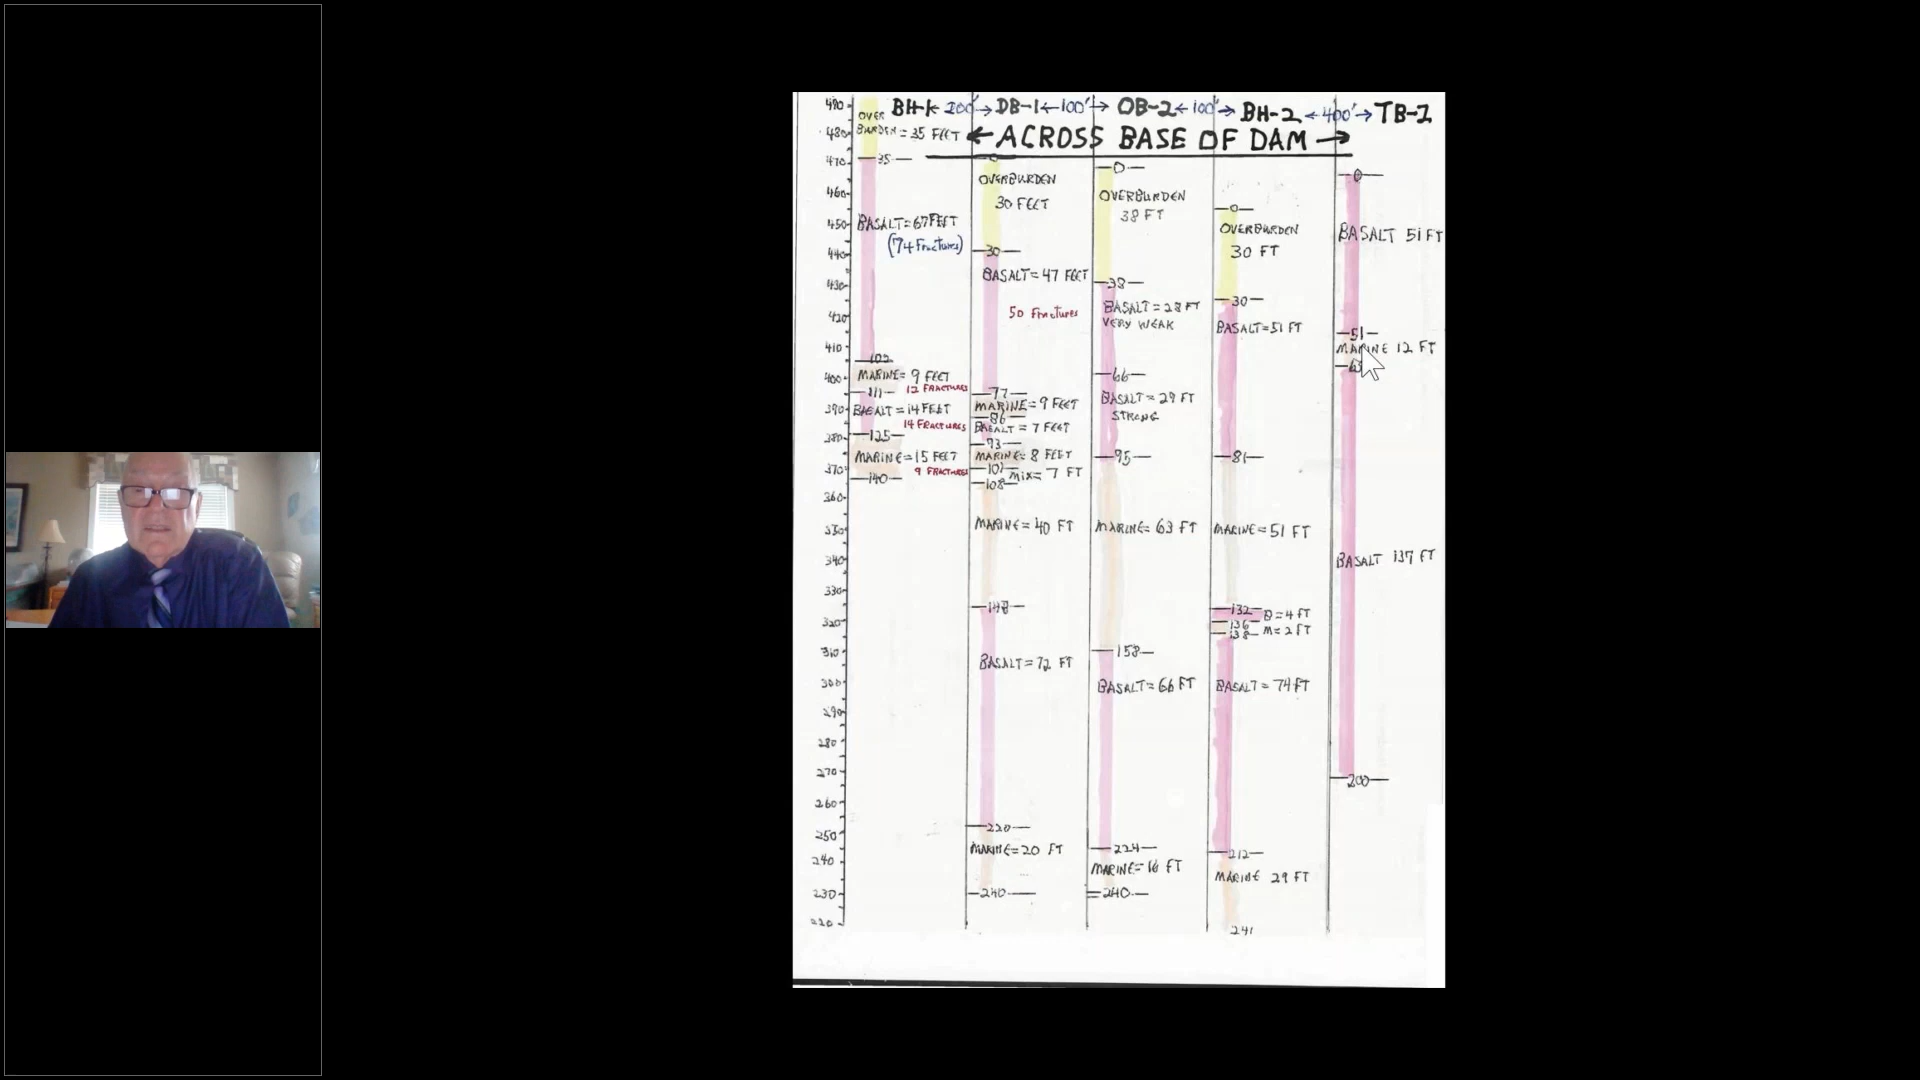 BH-1 ← 200' → DB-1 ← 100' → OB-2 ← 100' → BH-2 ← 400' → TB-1
← ACROSS BASE OF DAM →
490
480
470
460
450
440
430
420
410
400
390
380
370
360
350
340
330
320
310
300
290
280
270
260
250
240
230
220
OVER
BURDEN = 35 FEET
35
BASALT = 67 FEET
(74 Fractures)
102
MARINE = 9 FEET
12 FRACTURES
111
BASALT = 14 FEET
14 FRACTURES
125
MARINE = 15 FEET
9 FRACTURES
140
0
OVERBURDEN
30 FEET
30
BASALT = 47 FEET
50 Fractures
77
MARINE = 9 FEET
86
BASALT = 7 FEET
93
MARINE = 8 FEET
101
MIX = 7 FT
108
MARINE = 40 FT
148
BASALT = 72 FT
220
MARINE = 20 FT
240
0
OVERBURDEN
38 FT
38
BASALT = 28 FT
VERY WEAK
66
BASALT = 29 FT
STRONG
95
MARINE = 63 FT
158
BASALT = 66 FT
224
MARINE = 16 FT
240
0
OVERBURDEN
30 FT
30
BASALT = 51 FT
81
MARINE = 51 FT
132 B = 4 FT
136
138 M = 2 FT
BASALT = 74 FT
212
MARINE 29 FT
241
0
BASALT 51 FT
51
MARINE 12 FT
63
BASALT 137 FT
200